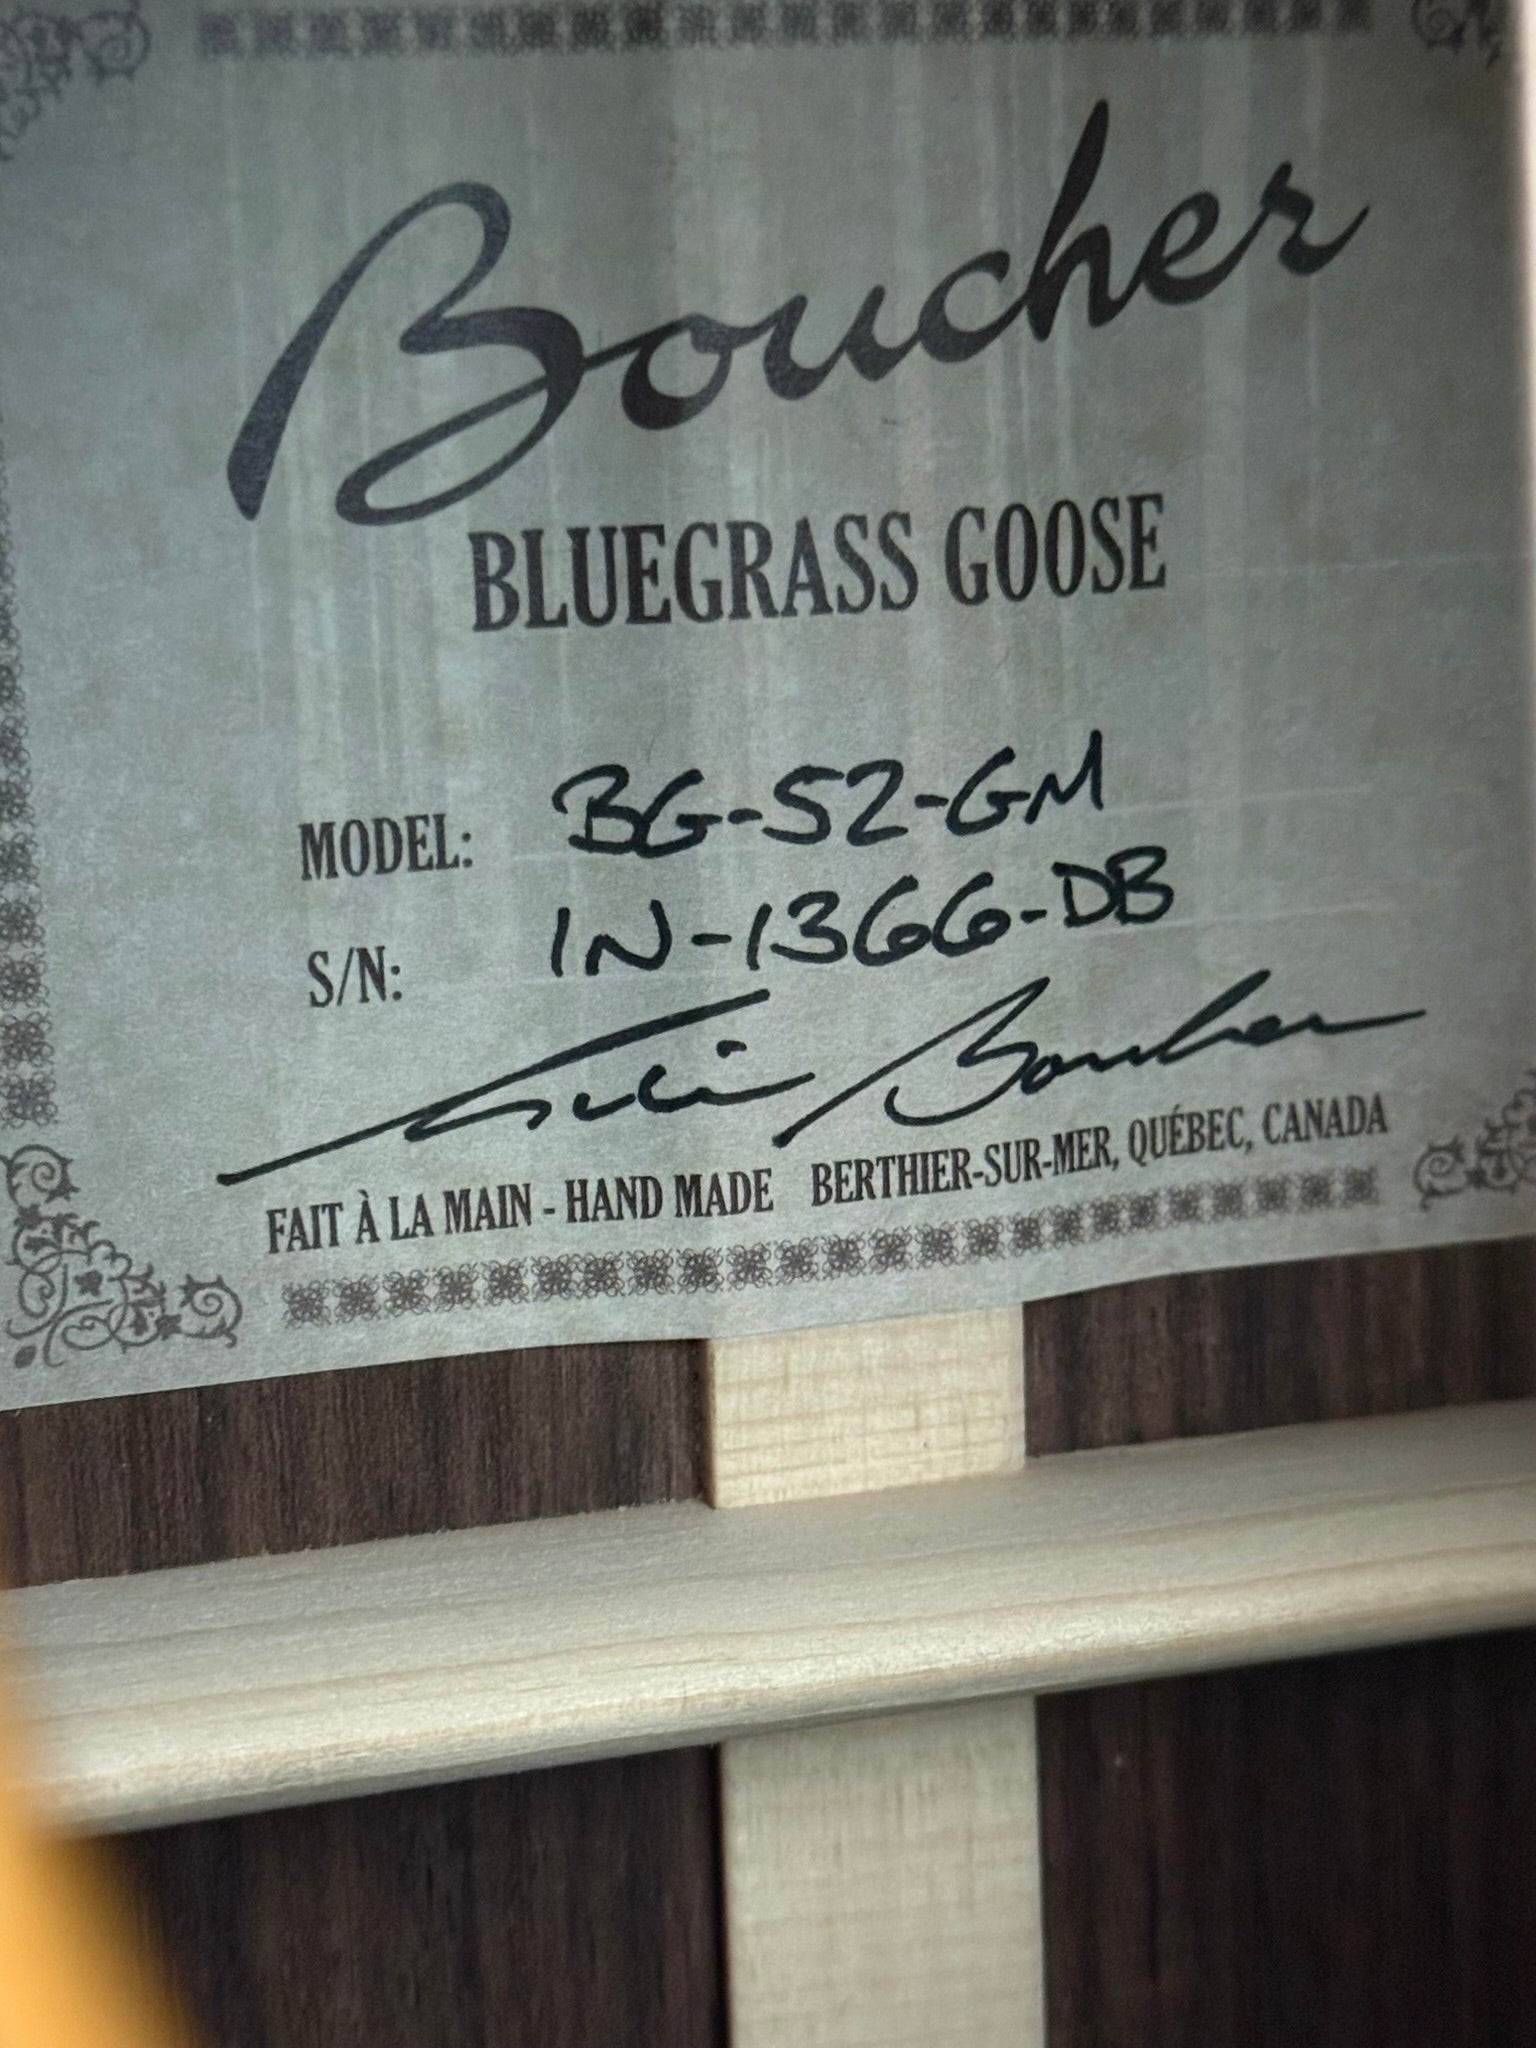 Boucher
BLUEGRASS GOOSE
MODEL: BG-52-GM
S/N: IN-1366-DB
Boucher
FAIT À LA MAIN - HAND MADE BERTHIER-SUR-MER, QUÉBEC, CANADA